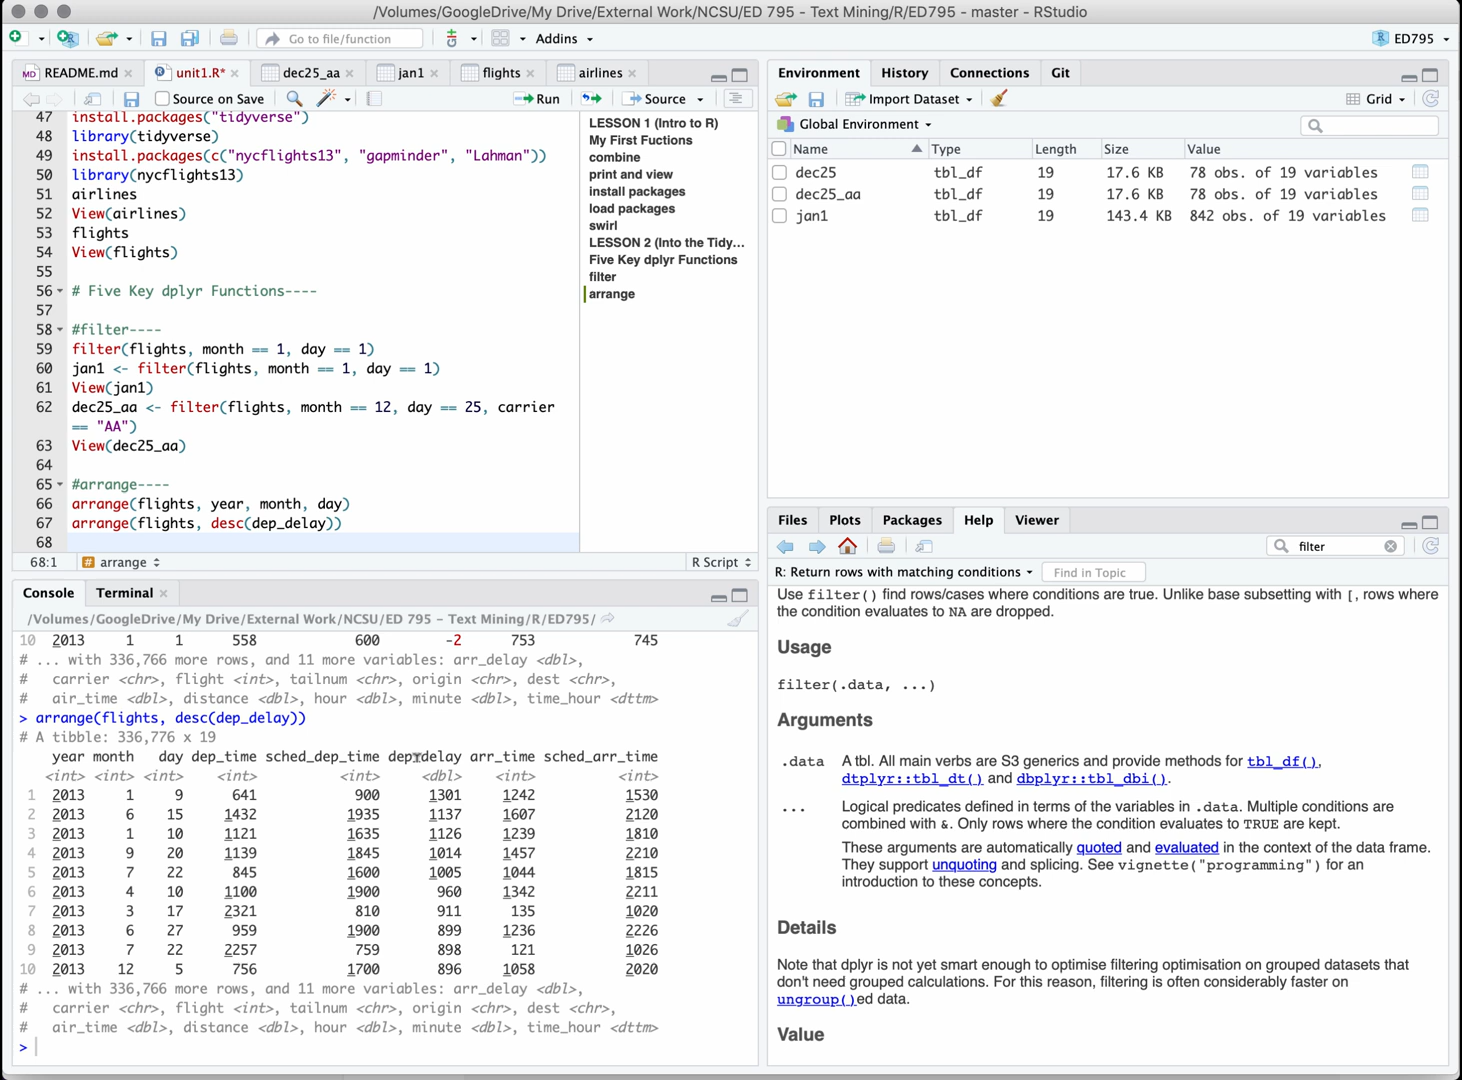 /Volumes/GoogleDrive/My Drive/External Work/NCSU/ED 795 - Text Mining/R/ED795 - master - RStudio
Go to file/function
Addins
ED795
README.md
unit1.R*
dec25_aa
jan1
flights
airlines
Source on Save
Run
Source
47 install.packages("tidyverse")
48 library(tidyverse)
49 install.packages(c("nycflights13", "gapminder", "Lahman"))
50 library(nycflights13)
51 airlines
52 View(airlines)
53 flights
54 View(flights)
55
56 # Five Key dplyr Functions----
57
58 #filter----
59 filter(flights, month == 1, day == 1)
60 jan1 <- filter(flights, month == 1, day == 1)
61 View(jan1)
62 dec25_aa <- filter(flights, month == 12, day == 25, carrier
== "AA")
63 View(dec25_aa)
64
65 #arrange----
66 arrange(flights, year, month, day)
67 arrange(flights, desc(dep_delay))
68
LESSON 1 (Intro to R)
My First Fuctions
combine
print and view
install packages
load packages
swirl
LESSON 2 (Into the Tidy...
Five Key dplyr Functions
filter
arrange
68:1 # arrange R Script
Console Terminal
/Volumes/GoogleDrive/My Drive/External Work/NCSU/ED 795 - Text Mining/R/ED795/
10 2013 1 1 558 600 -2 753 745
# ... with 336,766 more rows, and 11 more variables: arr_delay <dbl>,
# carrier <chr>, flight <int>, tailnum <chr>, origin <chr>, dest <chr>,
# air_time <dbl>, distance <dbl>, hour <dbl>, minute <dbl>, time_hour <dttm>
> arrange(flights, desc(dep_delay))
# A tibble: 336,776 x 19
year month day dep_time sched_dep_time dep_delay arr_time sched_arr_time
<int> <int> <int> <int> <int> <dbl> <int> <int>
1 2013 1 9 641 900 1301 1242 1530
2 2013 6 15 1432 1935 1137 1607 2120
3 2013 1 10 1121 1635 1126 1239 1810
4 2013 9 20 1139 1845 1014 1457 2210
5 2013 7 22 845 1600 1005 1044 1815
6 2013 4 10 1100 1900 960 1342 2211
7 2013 3 17 2321 810 911 135 1020
8 2013 6 27 959 1900 899 1236 2226
9 2013 7 22 2257 759 898 121 1026
10 2013 12 5 756 1700 896 1058 2020
# ... with 336,766 more rows, and 11 more variables: arr_delay <dbl>,
# carrier <chr>, flight <int>, tailnum <chr>, origin <chr>, dest <chr>,
# air_time <dbl>, distance <dbl>, hour <dbl>, minute <dbl>, time_hour <dttm>
>
Environment History Connections Git
Import Dataset Grid
Global Environment
Name Type Length Size Value
dec25 tbl_df 19 17.6 KB 78 obs. of 19 variables
dec25_aa tbl_df 19 17.6 KB 78 obs. of 19 variables
jan1 tbl_df 19 143.4 KB 842 obs. of 19 variables
Files Plots Packages Help Viewer
filter
R: Return rows with matching conditions Find in Topic
Use filter() find rows/cases where conditions are true. Unlike base subsetting with [, rows where
the condition evaluates to NA are dropped.
Usage
filter(.data, ...)
Arguments
.data A tbl. All main verbs are S3 generics and provide methods for tbl_df(),
dtplyr::tbl_dt() and dbplyr::tbl_dbi().
... Logical predicates defined in terms of the variables in .data. Multiple conditions are
combined with &. Only rows where the condition evaluates to TRUE are kept.
These arguments are automatically quoted and evaluated in the context of the data frame.
They support unquoting and splicing. See vignette("programming") for an
introduction to these concepts.
Details
Note that dplyr is not yet smart enough to optimise filtering optimisation on grouped datasets that
don't need grouped calculations. For this reason, filtering is often considerably faster on
ungroup()ed data.
Value